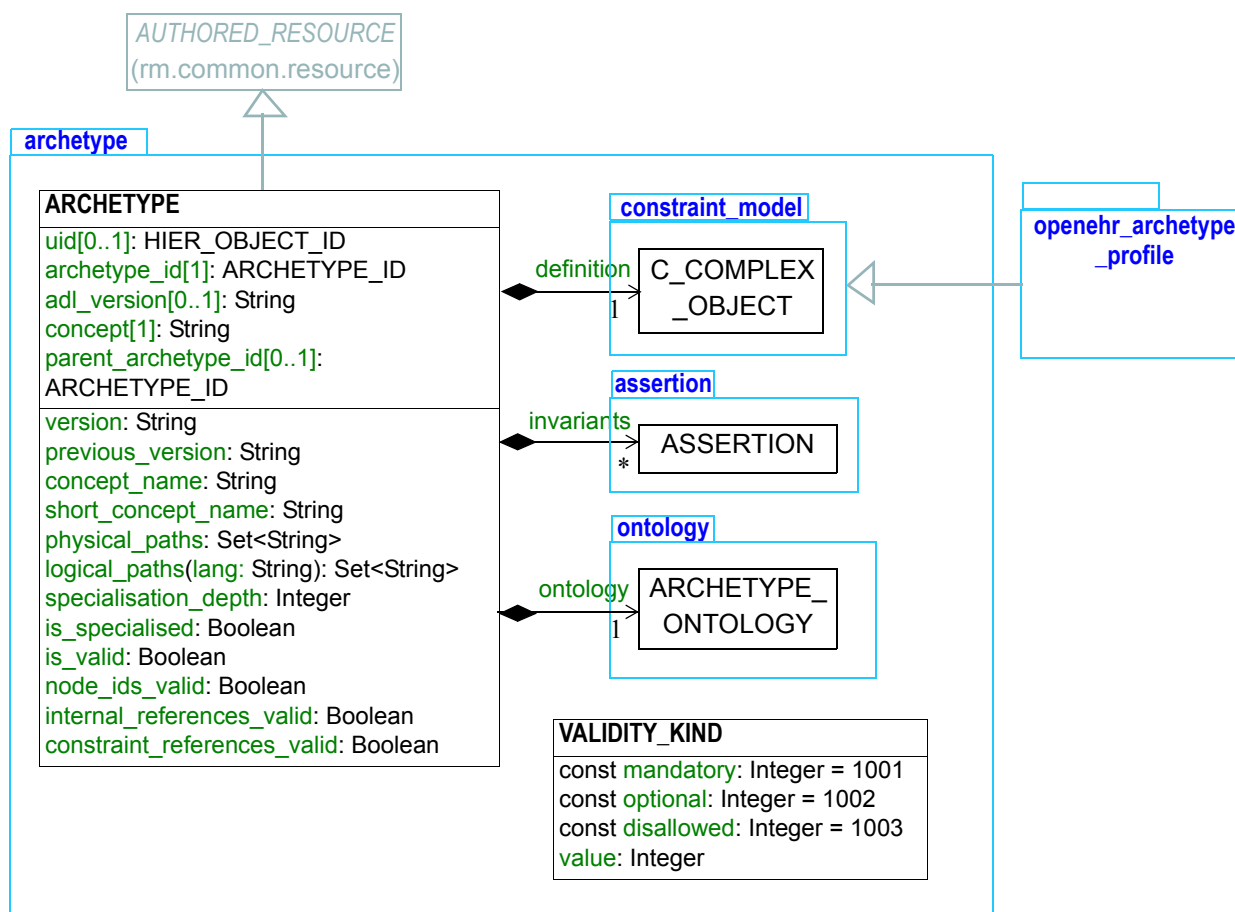 AUTHORED_RESOURCE
(rm.common.resource)
archetype
ARCHETYPE
uid[0..1]: HIER_OBJECT_ID
archetype_id[1]: ARCHETYPE_ID
adl_version[0..1]: String
concept[1]: String
parent_archetype_id[0..1]:
ARCHETYPE_ID
version: String
previous_version: String
concept_name: String
short_concept_name: String
physical_paths: Set<String>
logical_paths(lang: String): Set<String>
specialisation_depth: Integer
is_specialised: Boolean
is_valid: Boolean
node_ids_valid: Boolean
internal_references_valid: Boolean
constraint_references_valid: Boolean
definition
1
constraint_model
C_COMPLEX
_OBJECT
openehr_archetype
_profile
invariants
*
assertion
ASSERTION
ontology
1
ontology
ARCHETYPE_
ONTOLOGY
VALIDITY_KIND
const mandatory: Integer = 1001
const optional: Integer = 1002
const disallowed: Integer = 1003
value: Integer